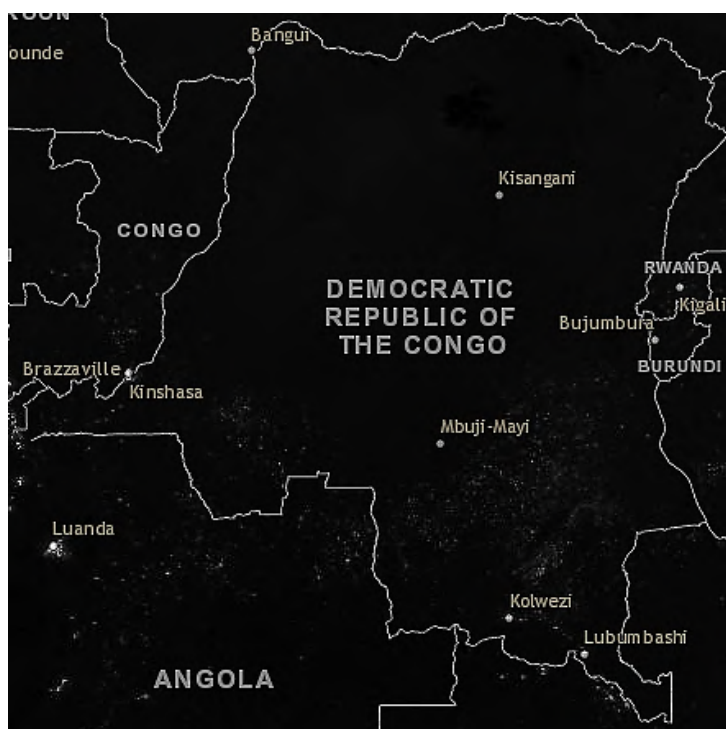 ROON
Bangui
ounde
Kisangani
CONGO
RWANDA
DEMOCRATIC
REPUBLIC OF
THE CONGO
Kigali
Bujumbura
BURUNDI
Brazzaville
Kinshasa
Mbuji-Mayi
Luanda
Kolwezi
Lubumbashi
ANGOLA